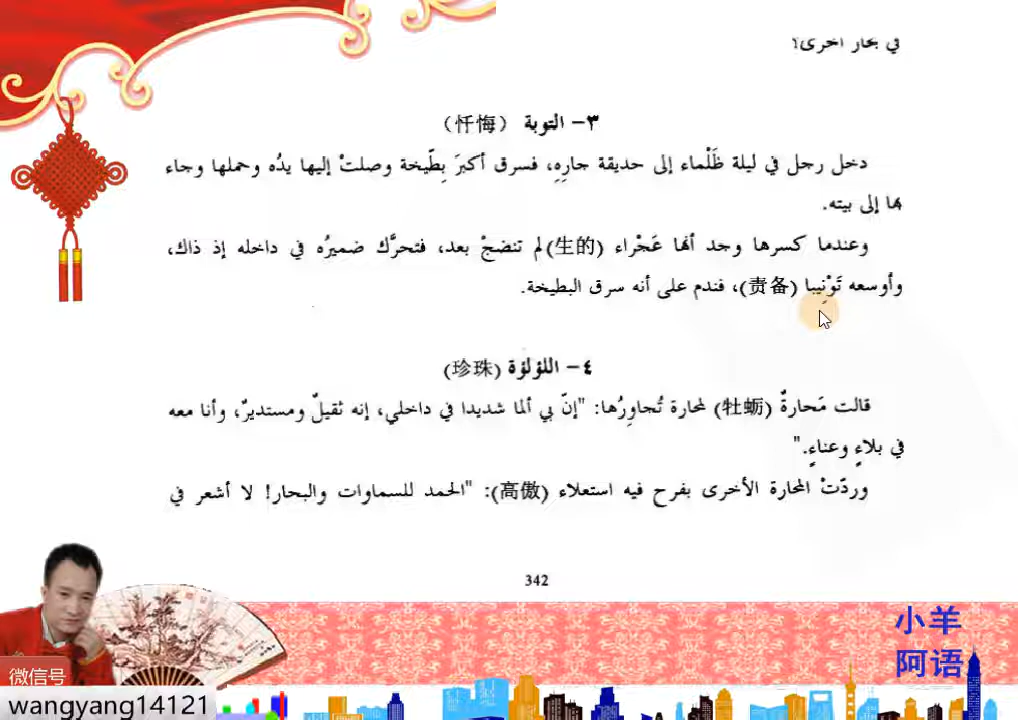 في بحار اخرى؟
٣- التوبة (忏悔)
دخل رجل في ليلة ظَلْماء إلى حديقة جارِهِ، فسرق أكبرَ بِطّيخة وصلتْ إليها يدُه وحملها وجاء
بها إلى بيته.
وعندما كسرها وجد أنها عَجْراء (生的) لم تنضجْ بعد، فتحرَّك ضميرُه في داخله إذ ذاك،
وأوسعه تَوْنِيبا (责备)، فندم على أنه سرق البطيخة.
٤- اللؤلؤة (珍珠)
قالت مَحارةٌ (牡蛎) لمحارة تُجاوِرُها: "إنّ بي ألما شديدا في داخلي، إنه ثقيلٌ ومستديرٌ، وأنا معه
في بلاءٍ وعناءٍ."
وردّتْ المحارة الأخرى بفرح فيه استعلاء (高傲): "الحمد للسماوات والبحار! لا أشعر في
342
小羊
阿语
微信号
wangyang14121